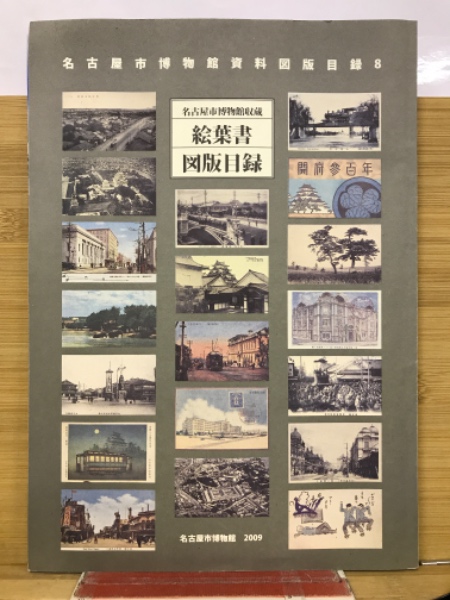 名古屋市博物館資料図版目録 8
名古屋市博物館収蔵
絵葉書
図版目録
開府参百年
名古屋市博物館 2009